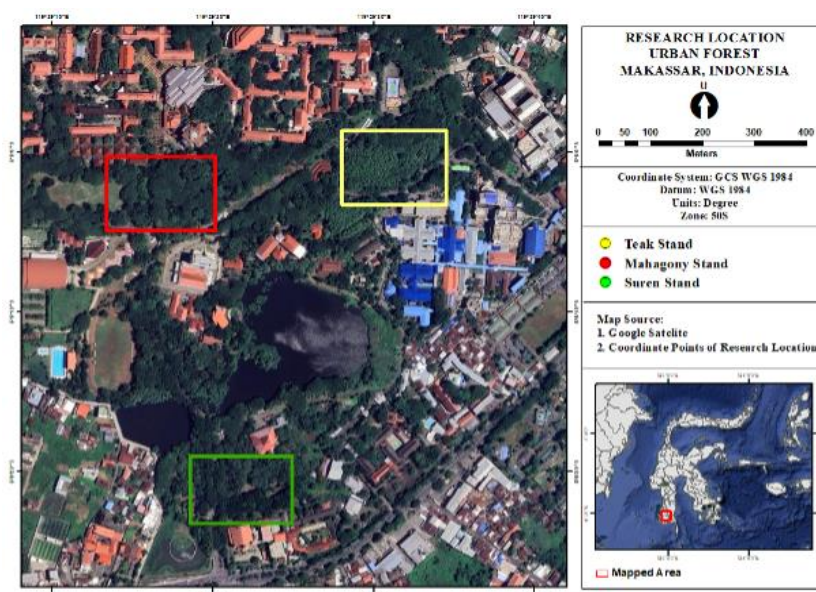 RESEARCH LOCATION
URBAN FOREST
MAKASSAR, INDONESIA
0 50 100 200 300 400
Meters
Coordinate System: GCS WGS 1984
Datum: WGS 1984
Units: Degree
Zone: 50S
Teak Stand
Mahagony Stand
Suren Stand
Map Source:
1. Google Satelite
2. Coordinate Points of Research Location
Mapped Area